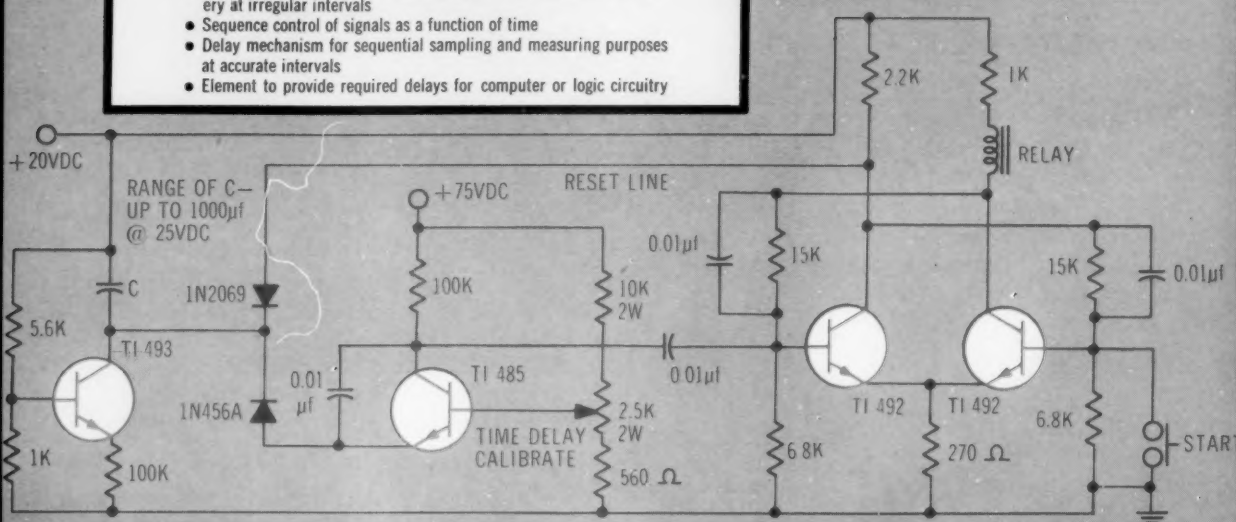 ery at irregular intervals
● Sequence control of signals as a function of time
● Delay mechanism for sequential sampling and measuring purposes
at accurate intervals
● Element to provide required delays for computer or logic circuitry
2.2K
1K
+20VDC
RELAY
RANGE OF C—
UP TO 1000µf
@ 25VDC
+75VDC
RESET LINE
0.01µf
15K
15K
0.01µf
C
1N2069
100K
10K
2W
5.6K
TI 493
0.01
µf
TI 485
0.01µf
1N456A
2.5K
2W
TI 492
TI 492
TIME DELAY
CALIBRATE
6.8K
6.8K
START
1K
100K
560 Ω
270 Ω